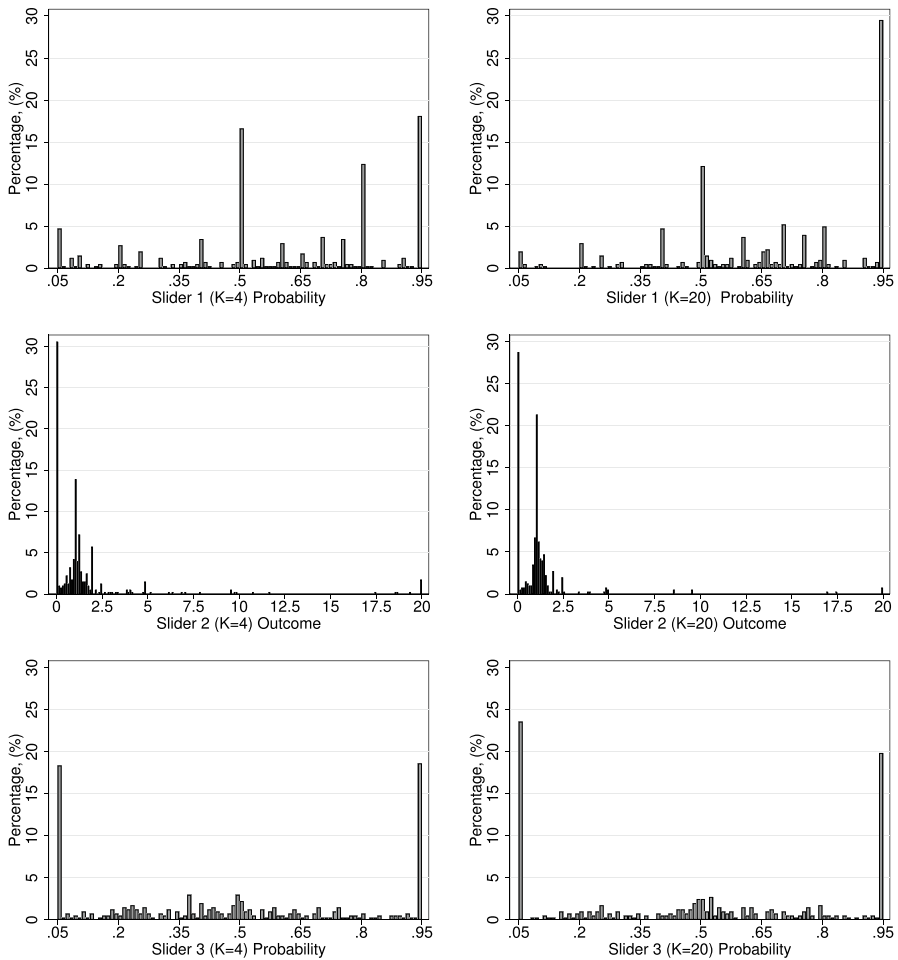 Percentage, (%)
30
25
20
15
10
5
0
.05 .2 .35 .5 .65 .8 .95
Slider 1 (K=4) Probability
Percentage, (%)
30
25
20
15
10
5
0
.05 .2 .35 .5 .65 .8 .95
Slider 1 (K=20) Probability
Percentage, (%)
30
25
20
15
10
5
0
0 2.5 5 7.5 10 12.5 15 17.5 20
Slider 2 (K=4) Outcome
Percentage, (%)
30
25
20
15
10
5
0
0 2.5 5 7.5 10 12.5 15 17.5 20
Slider 2 (K=20) Outcome
Percentage, (%)
30
25
20
15
10
5
0
.05 .2 .35 .5 .65 .8 .95
Slider 3 (K=4) Probability
Percentage, (%)
30
25
20
15
10
5
0
.05 .2 .35 .5 .65 .8 .95
Slider 3 (K=20) Probability